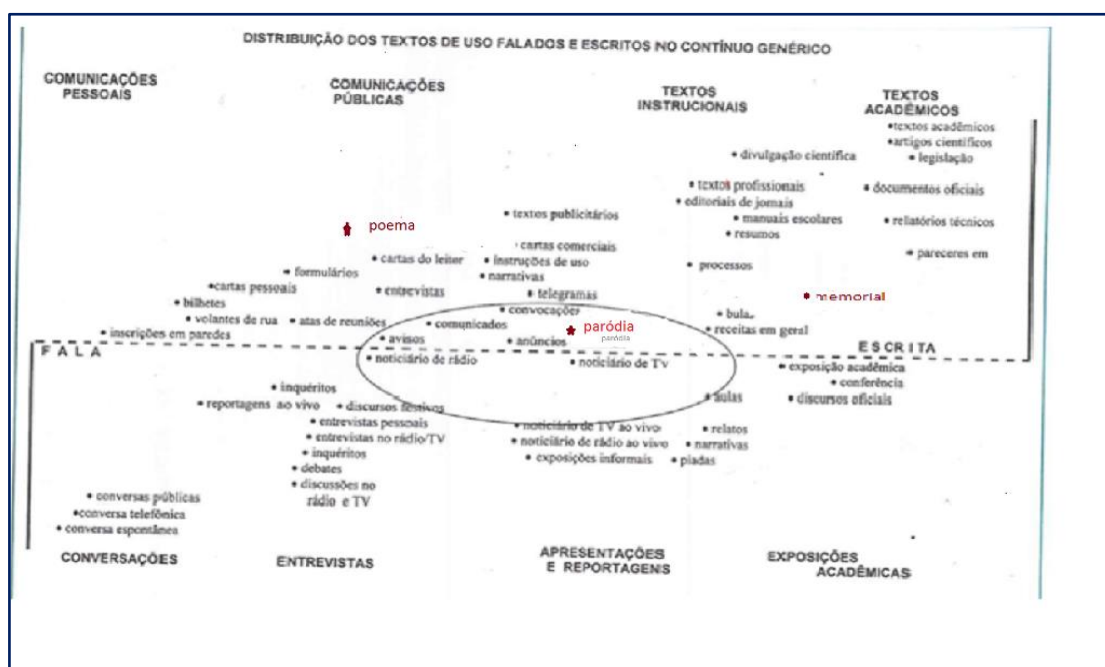 DISTRIBUIÇÃO DOS TEXTOS DE USO FALADOS E ESCRITOS NO CONTÍNUO GENÉRICO
COMUNICAÇÕES
PESSOAIS
COMUNICAÇÕES
PÚBLICAS
TEXTOS
INSTRUCIONAIS
TEXTOS
ACADÊMICOS
•textos acadêmicos
•artigos científicos
• legislação
• divulgação científica
• textos profissionais
• documentos oficiais
• editoriais de jornais
• manuais escolares
• relatórios técnicos
• resumos
• pareceres em
• processos
• textos publicitários
poema
cartas comerciais
• cartas do leitor
• instruções de uso
• narrativas
• formulários
•cartas pessoais
• entrevistas
• telegramas
• memorial
• bilhetes
• convocações
• bula
• volantes de rua
• atas de reuniões
• comunicados
paródia
paródia
• receitas em geral
• inscrições em paredes
• avisos
• anúncios
FALA
ESCRITA
• noticiário de rádio
• noticiário de Tv
• exposição acadêmica
• conferência
• discursos oficiais
• inquéritos
• aulas
• reportagens ao vivo
• discursos festivos
• entrevistas pessoais
• entrevistas no rádio/TV
• inquéritos
• debates
• discussões no
rádio e TV
• noticiário de TV ao vivo
• noticiário de rádio ao vivo
• exposições informais
• relatos
• narrativas
• piadas
• conversas públicas
•conversa telefônica
• conversa espontânea
CONVERSAÇÕES
ENTREVISTAS
APRESENTAÇÕES
E REPORTAGENS
EXPOSIÇÕES
ACADÊMICAS